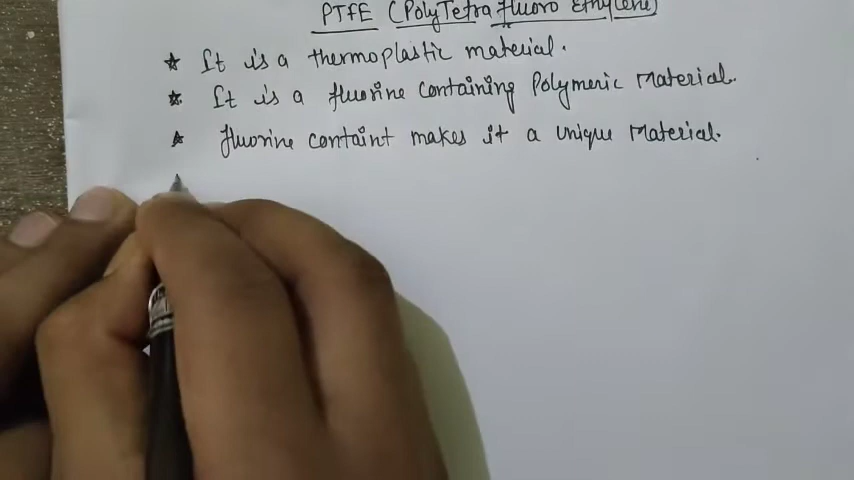 PTFE (PolyTetra fluoro Ethylene)
It is a thermoplastic material.
It is a fluorine containing Polymeric Material.
fluorine containt makes it a unique Material.